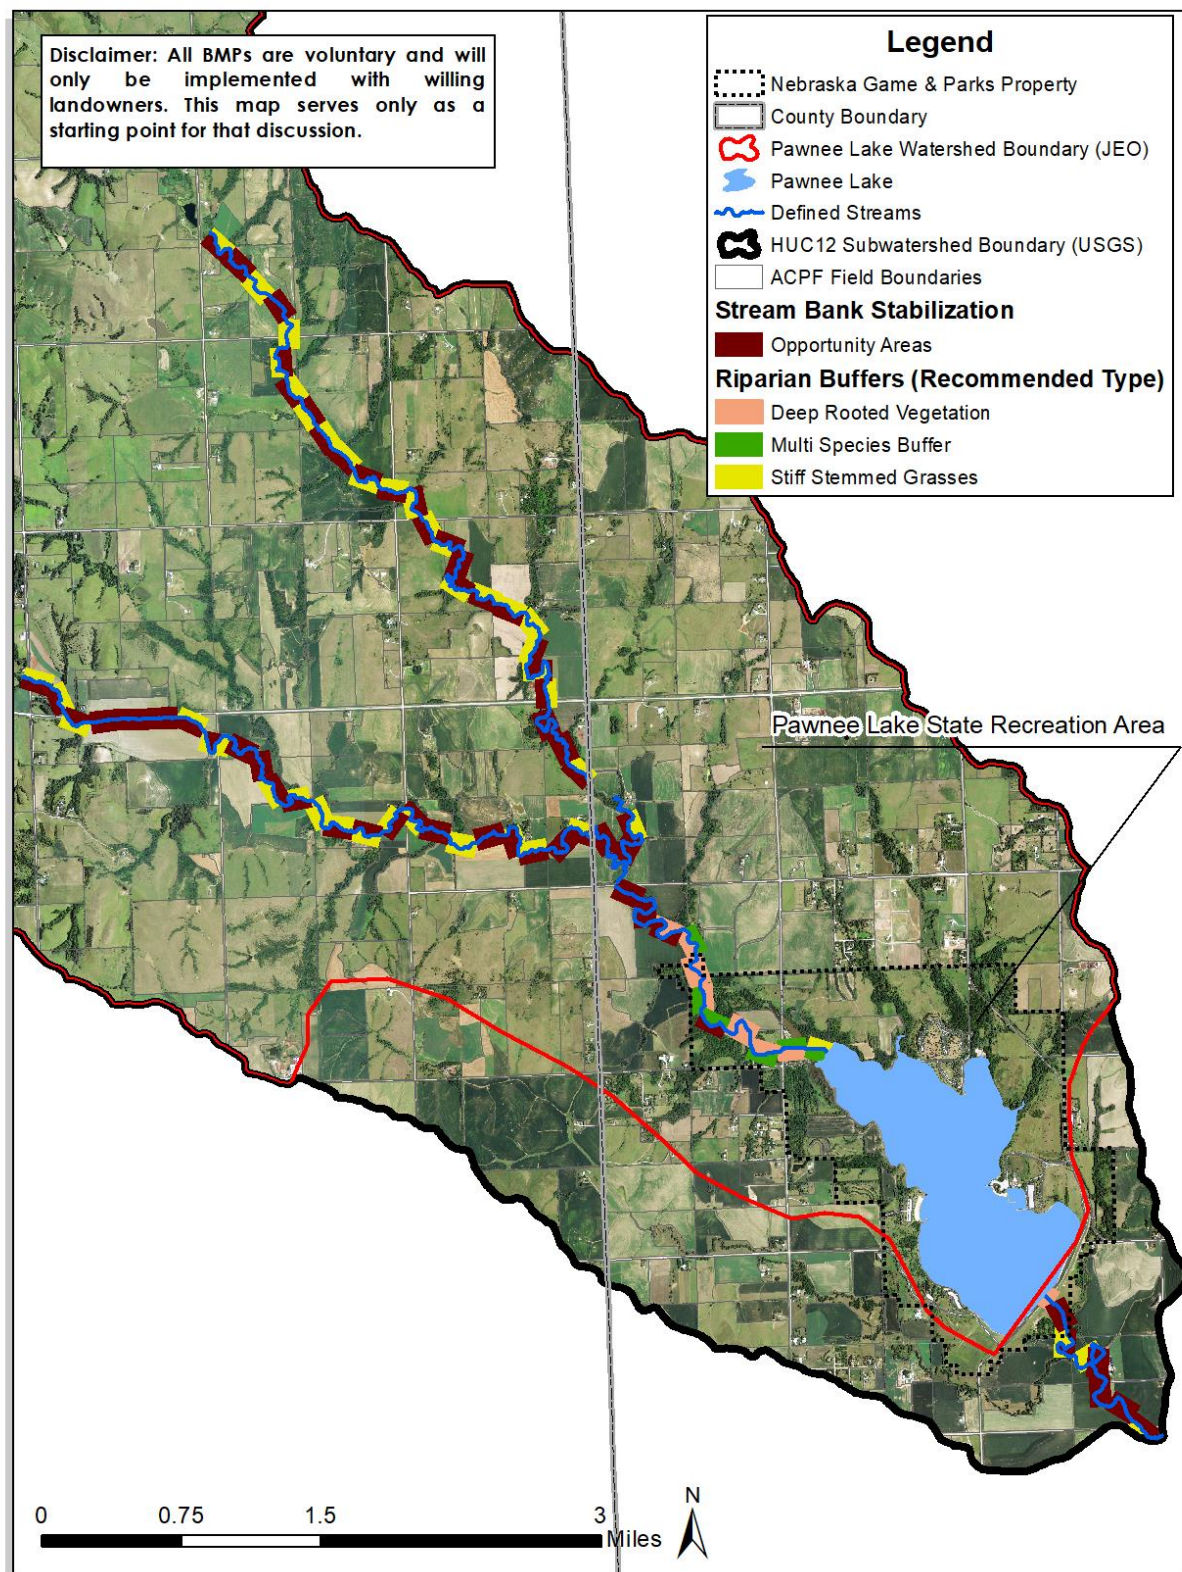 Disclaimer: All BMPs are voluntary and will
only be implemented with willing
landowners. This map serves only as a
starting point for that discussion.
Legend
Nebraska Game & Parks Property
County Boundary
Pawnee Lake Watershed Boundary (JEO)
Pawnee Lake
Defined Streams
HUC12 Subwatershed Boundary (USGS)
ACPF Field Boundaries
Stream Bank Stabilization
Opportunity Areas
Riparian Buffers (Recommended Type)
Deep Rooted Vegetation
Multi Species Buffer
Stiff Stemmed Grasses
Pawnee Lake State Recreation Area
0 0.75 1.5 3
Miles
N